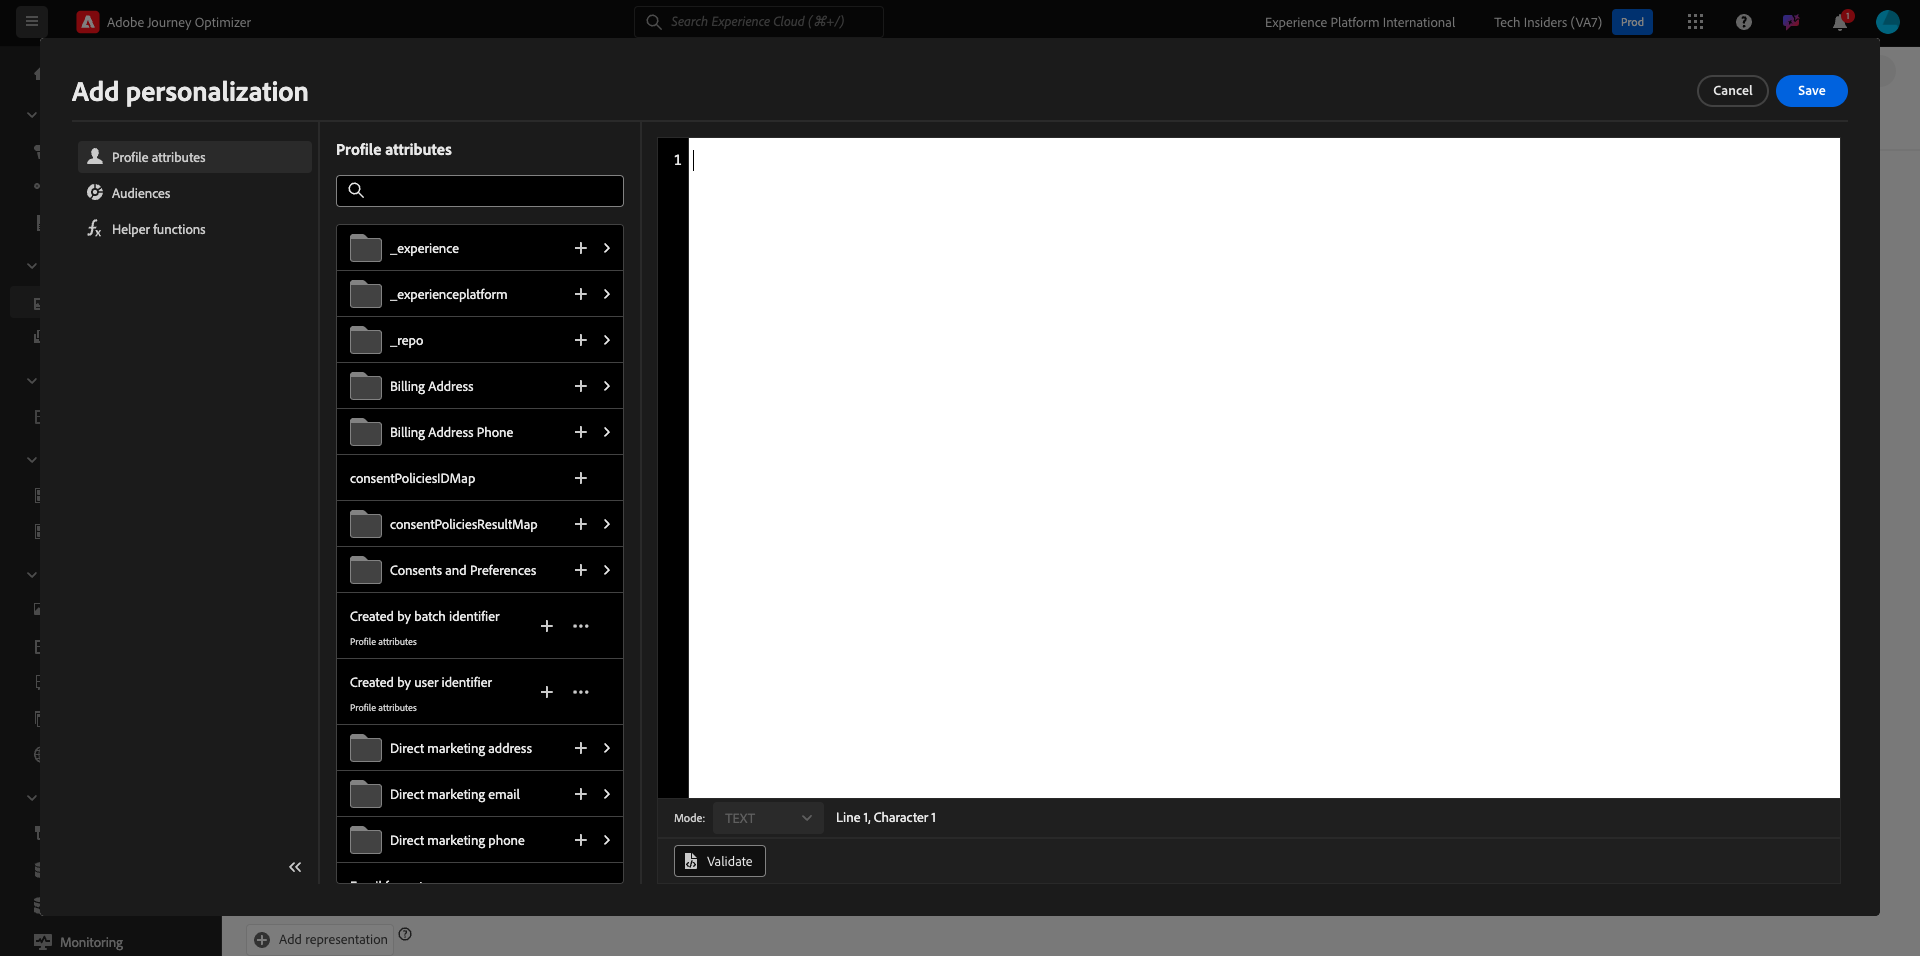 Adobe Journey Optimizer
Search Experience Cloud (⌘+/)
Experience Platform International
Tech Insiders (VA7)
Prod
1
Add personalization
Cancel
Save
Profile attributes
Audiences
Helper functions
Profile attributes
_experience
_experienceplatform
_repo
Billing Address
Billing Address Phone
consentPoliciesIDMap
consentPoliciesResultMap
Consents and Preferences
Created by batch identifier
Profile attributes
Created by user identifier
Profile attributes
Direct marketing address
Direct marketing email
Direct marketing phone
1
Mode:
TEXT
Line 1, Character 1
Validate
Monitoring
Add representation